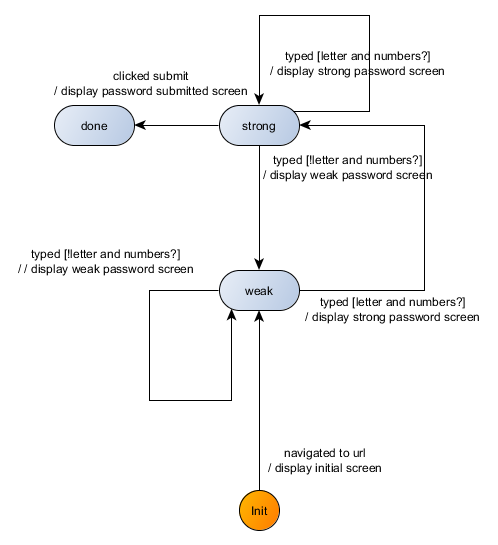 typed [letter and numbers?]
/ display strong password screen
clicked submit
/ display password submitted screen
done
strong
typed [!letter and numbers?]
/ display weak password screen
typed [!letter and numbers?]
/ / display weak password screen
weak
typed [letter and numbers?]
/ display strong password screen
navigated to url
/ display initial screen
Init